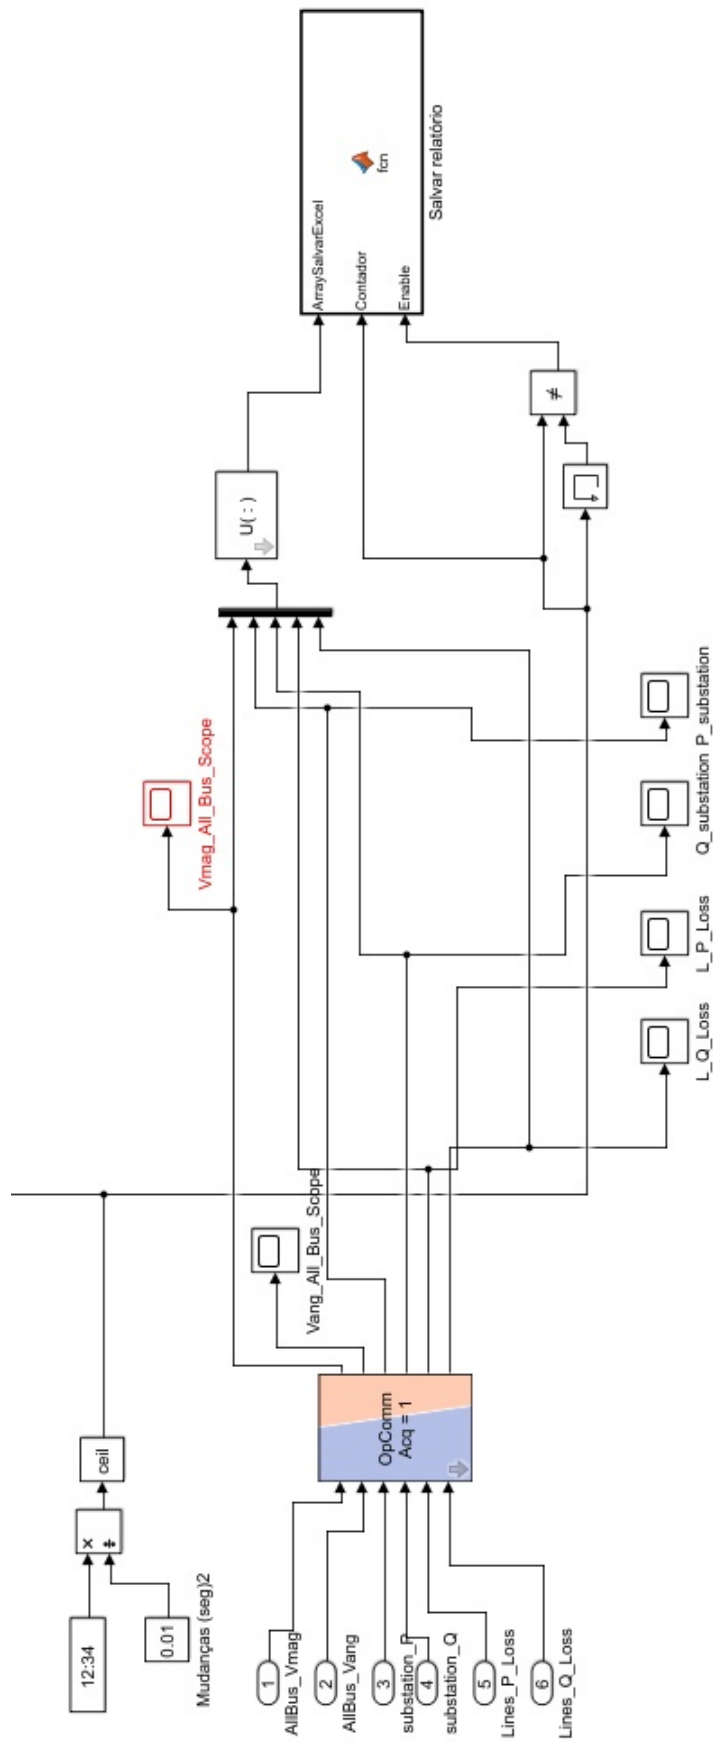 12:34
0.01
Mudanças (seg)2
×
÷
ceil
1
AllBus_Vmag
2
AllBus_Vang
3
substation_P
4
substation_Q
5
Lines_P_Loss
6
Lines_Q_Loss
OpComm
Acq = 1
Vang_All_Bus_Scope
Vmag_All_Bus_Scope
L_Q_Loss
L_P_Loss
Q_substation
P_substation
U( : )
≠
ArraySalvarExcel
Contador
Enable
fcn
Salvar relatório